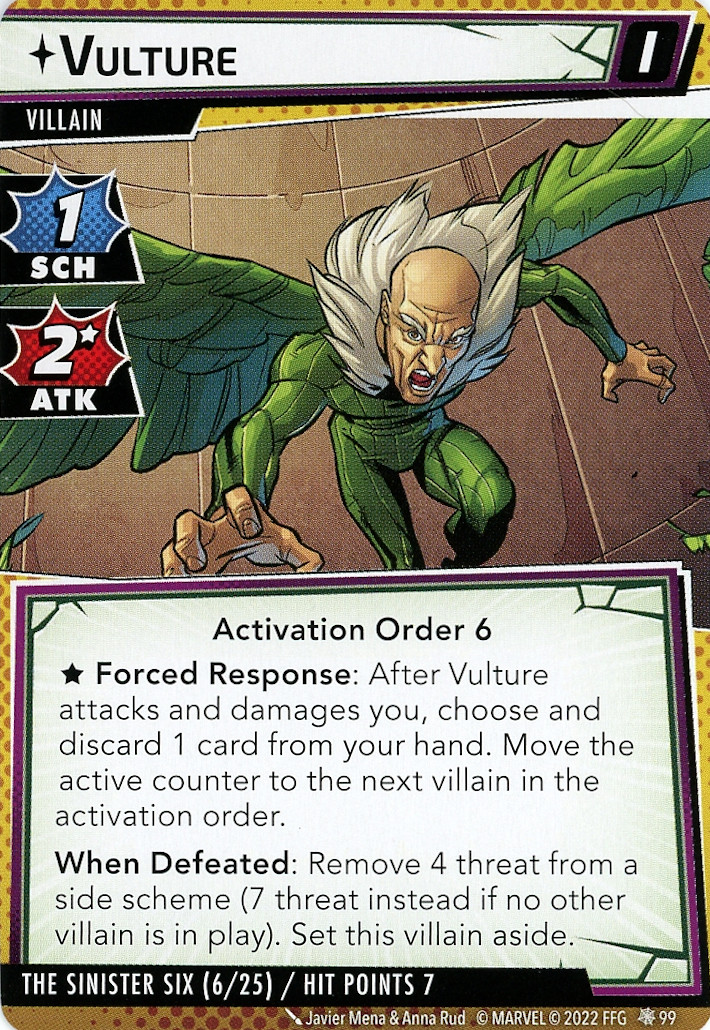 VULTURE
I
VILLAIN
1
SCH
2★
ATK
Activation Order 6
★ Forced Response: After Vulture
attacks and damages you, choose and
discard 1 card from your hand. Move the
active counter to the next villain in the
activation order.
When Defeated: Remove 4 threat from a
side scheme (7 threat instead if no other
villain is in play). Set this villain aside.
THE SINISTER SIX (6/25) / HIT POINTS 7
Javier Mena & Anna Rud © MARVEL © 2022 FFG 99